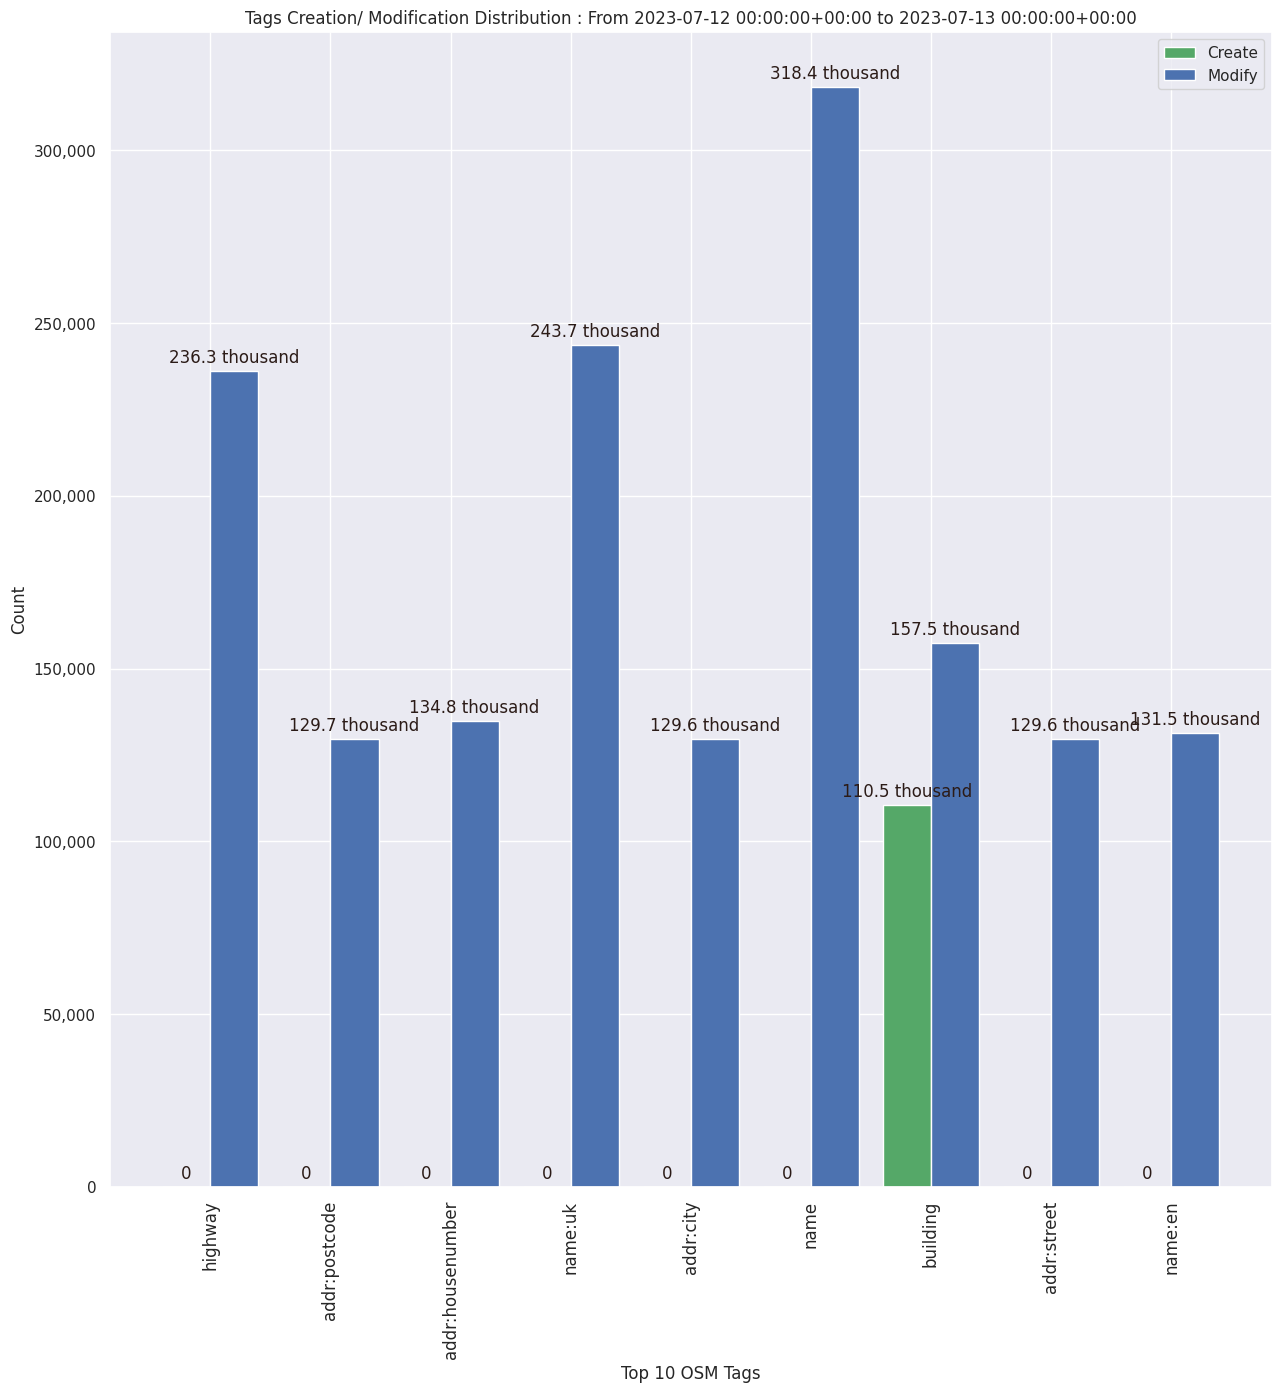 Tags Creation/ Modification Distribution : From 2023-07-12 00:00:00+00:00 to 2023-07-13 00:00:00+00:00
Create
Modify
318.4 thousand
300,000
250,000
243.7 thousand
236.3 thousand
200,000
Count
157.5 thousand
150,000
134.8 thousand
131.5 thousand
129.7 thousand
129.6 thousand
129.6 thousand
110.5 thousand
100,000
50,000
0 0 0 0 0 0 0 0
0
highway
addr:postcode
addr:housenumber
name:uk
addr:city
name
building
addr:street
name:en
Top 10 OSM Tags